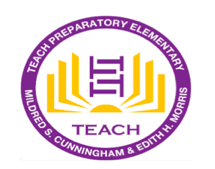 TEACH PREPARATORY ELEMENTARY
TEACH
MILDRED S. CUNNINGHAM & EDITH H. MORRIS